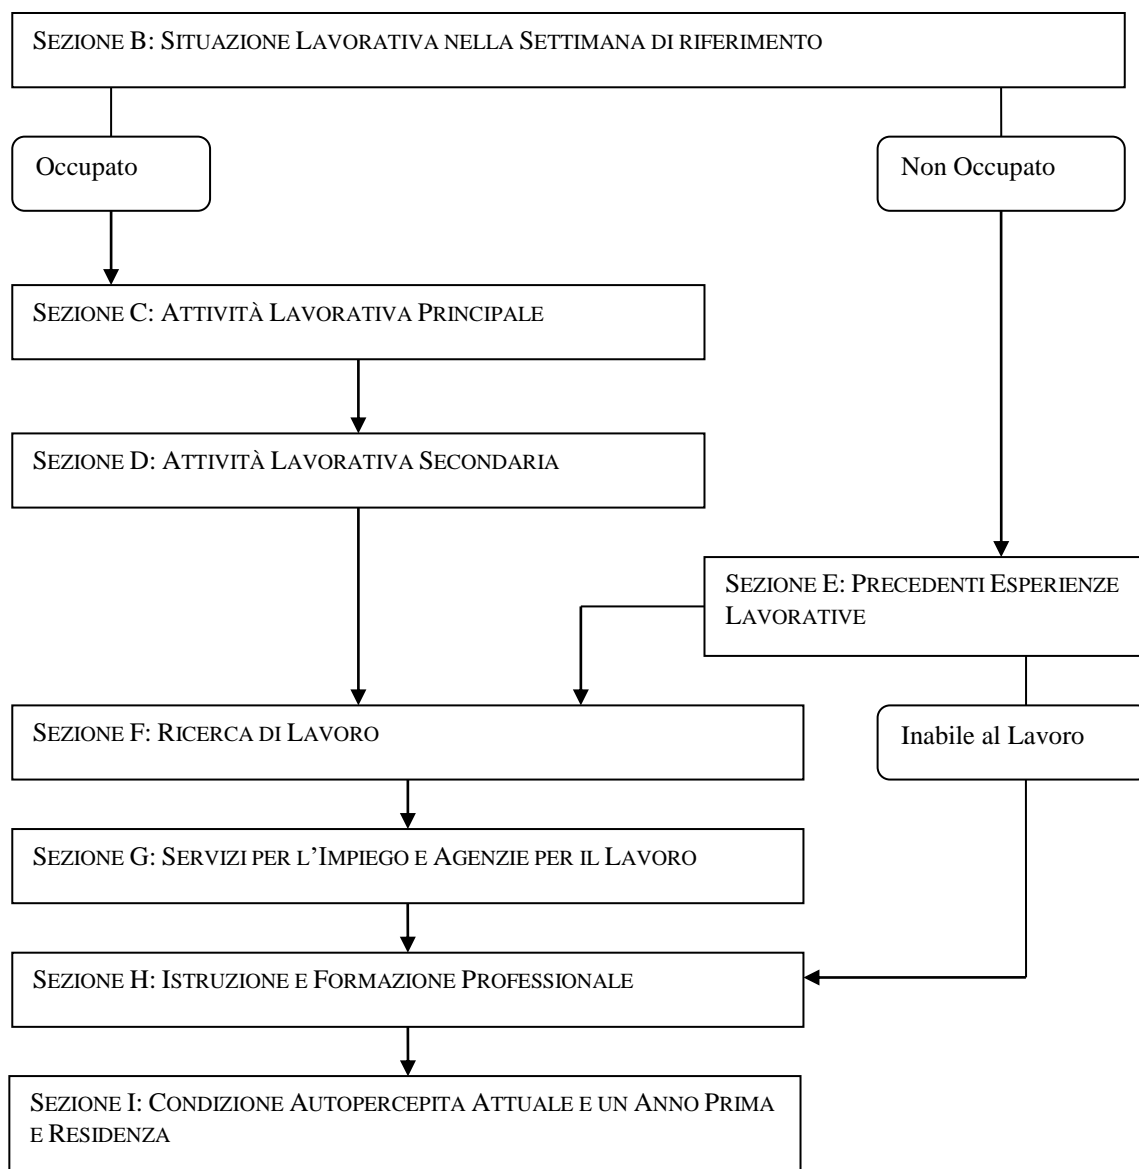 SEZIONE B: SITUAZIONE LAVORATIVA NELLA SETTIMANA DI RIFERIMENTO
Occupato
Non Occupato
SEZIONE C: ATTIVITÀ LAVORATIVA PRINCIPALE
SEZIONE D: ATTIVITÀ LAVORATIVA SECONDARIA
SEZIONE E: PRECEDENTI ESPERIENZE
LAVORATIVE
SEZIONE F: RICERCA DI LAVORO
Inabile al Lavoro
SEZIONE G: SERVIZI PER L'IMPIEGO E AGENZIE PER IL LAVORO
SEZIONE H: ISTRUZIONE E FORMAZIONE PROFESSIONALE
SEZIONE I: CONDIZIONE AUTOPERCEPITA ATTUALE E UN ANNO PRIMA
E RESIDENZA